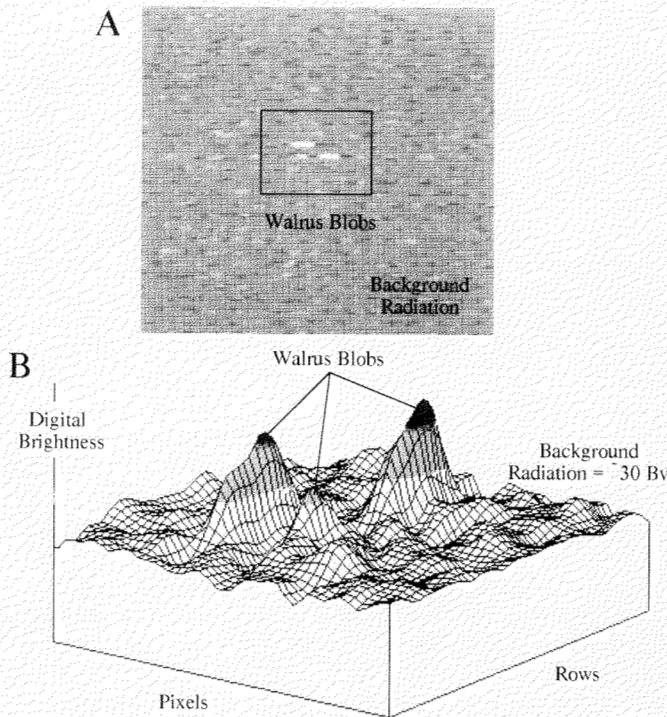 A
Walrus Blobs
Background
Radiation
B
Walrus Blobs
Digital
Brightness
Background
Radiation = ~30 Bv
Rows
Pixels